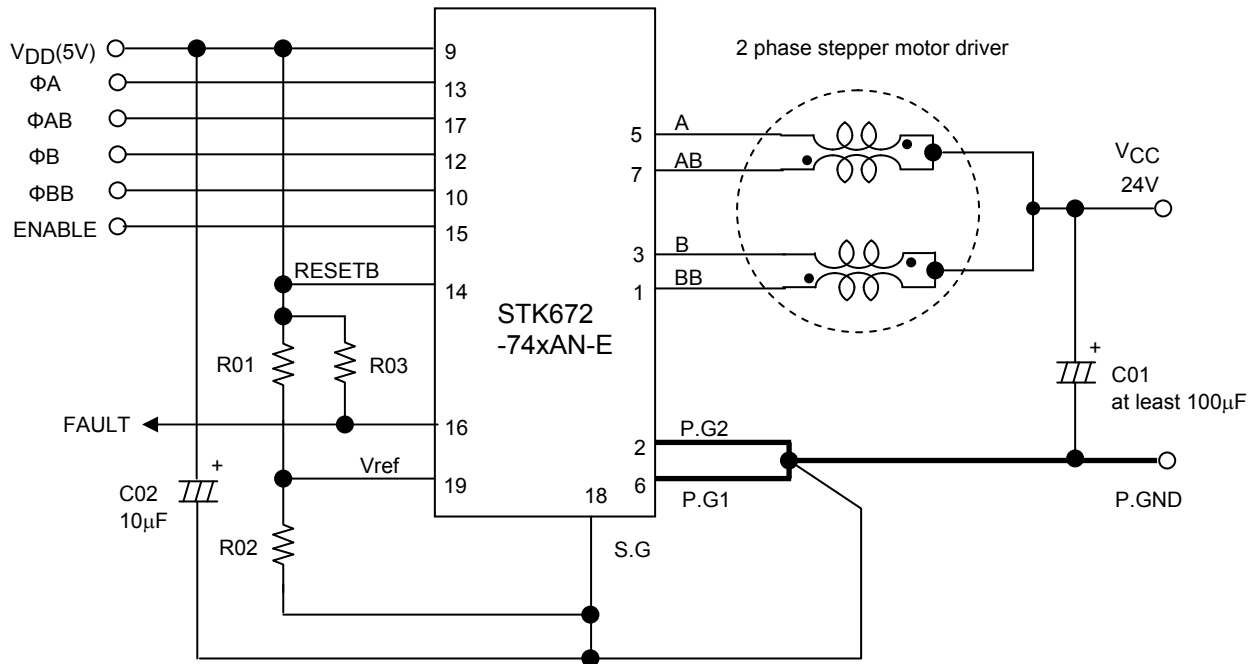 VDD(5V)
ΦA
ΦAB
ΦB
ΦBB
ENABLE
9
13
17
12
10
15
RESETB
14
R01
R03
FAULT
16
Vref
19
C02
10μF
+
R02
STK672
-74xAN-E
18
S.G
5
7
3
1
2
6
A
AB
B
BB
P.G2
P.G1
2 phase stepper motor driver
VCC
24V
+
C01
at least 100μF
P.GND